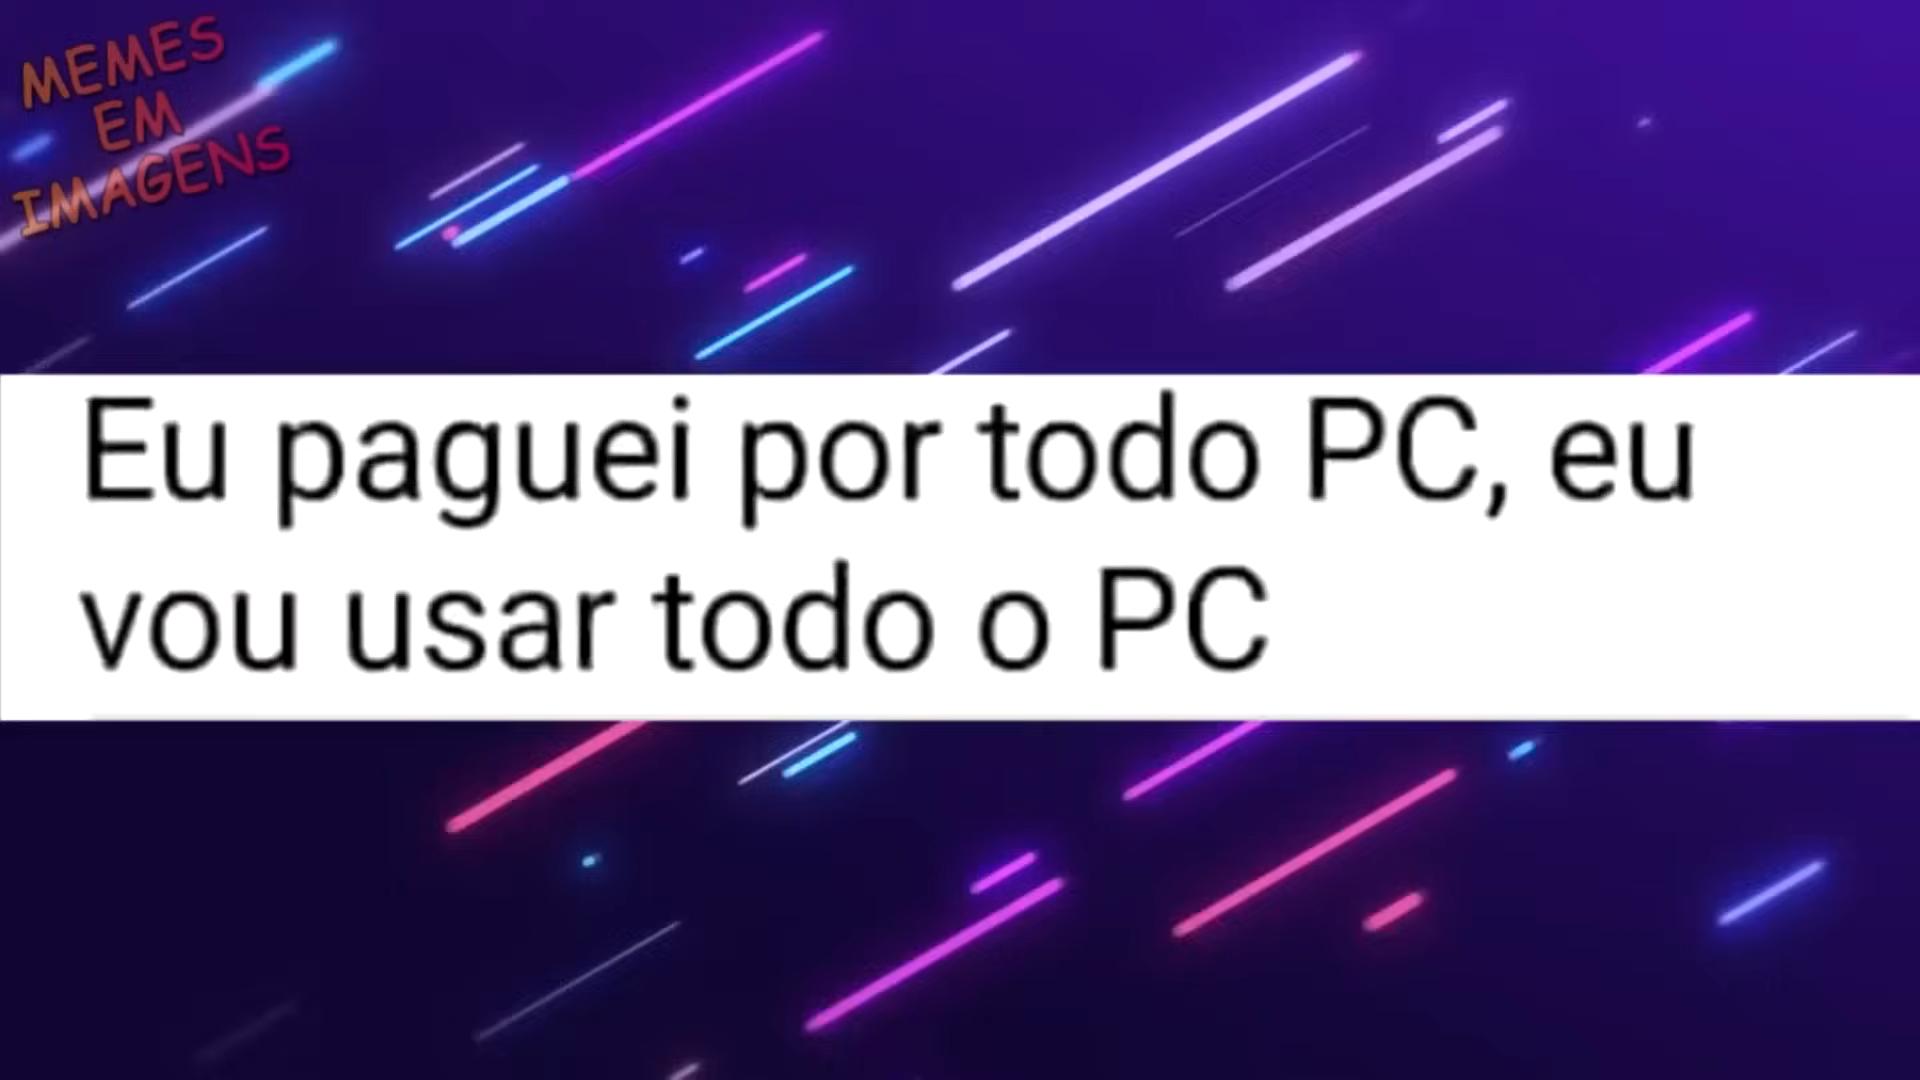 MEMES
EM
IMAGENS
Eu paguei por todo PC, eu
vou usar todo o PC